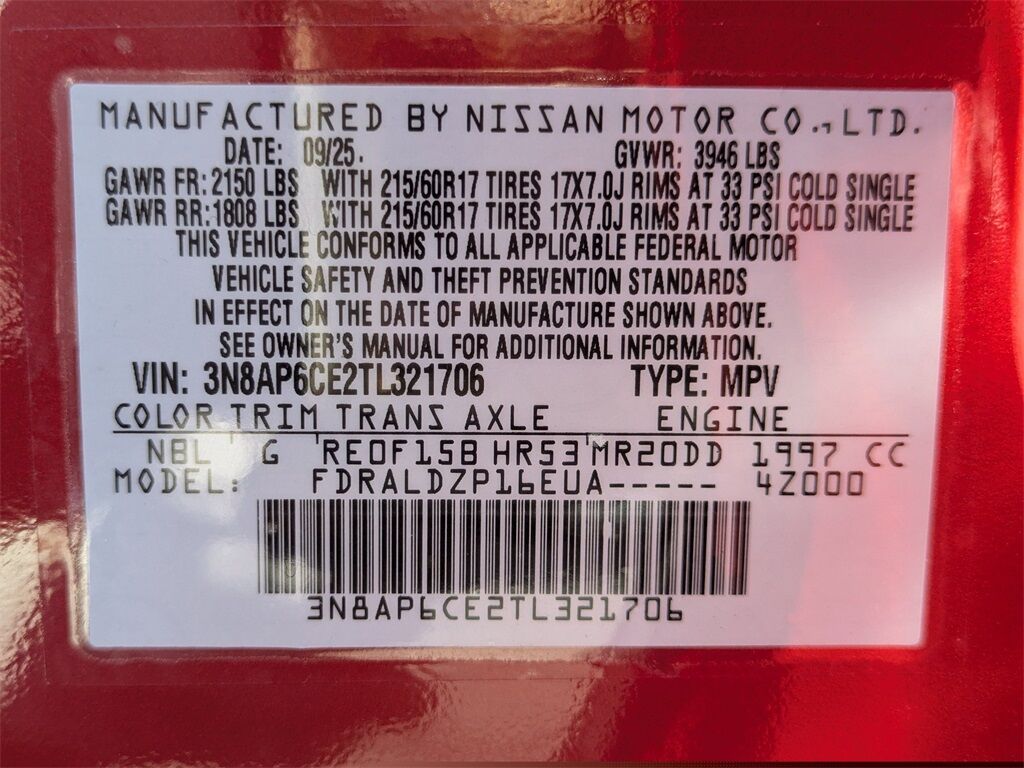 MANUFACTURED BY NISSAN MOTOR CO., LTD.
DATE: 09/25. GVWR: 3946 LBS
GAWR FR: 2150 LBS WITH 215/60R17 TIRES 17X7.0J RIMS AT 33 PSI COLD SINGLE
GAWR RR: 1808 LBS WITH 215/60R17 TIRES 17X7.0J RIMS AT 33 PSI COLD SINGLE
THIS VEHICLE CONFORMS TO ALL APPLICABLE FEDERAL MOTOR
VEHICLE SAFETY AND THEFT PREVENTION STANDARDS
IN EFFECT ON THE DATE OF MANUFACTURE SHOWN ABOVE.
SEE OWNER'S MANUAL FOR ADDITIONAL INFORMATION.
VIN: 3N8AP6CE2TL321706 TYPE: MPV
COLOR TRIM TRANS AXLE ENGINE
NBL G RE0F15B HR53 MR20DD 1997 CC
MODEL: FDRALDZP16EUA----- 4Z000
3N8AP6CE2TL321706